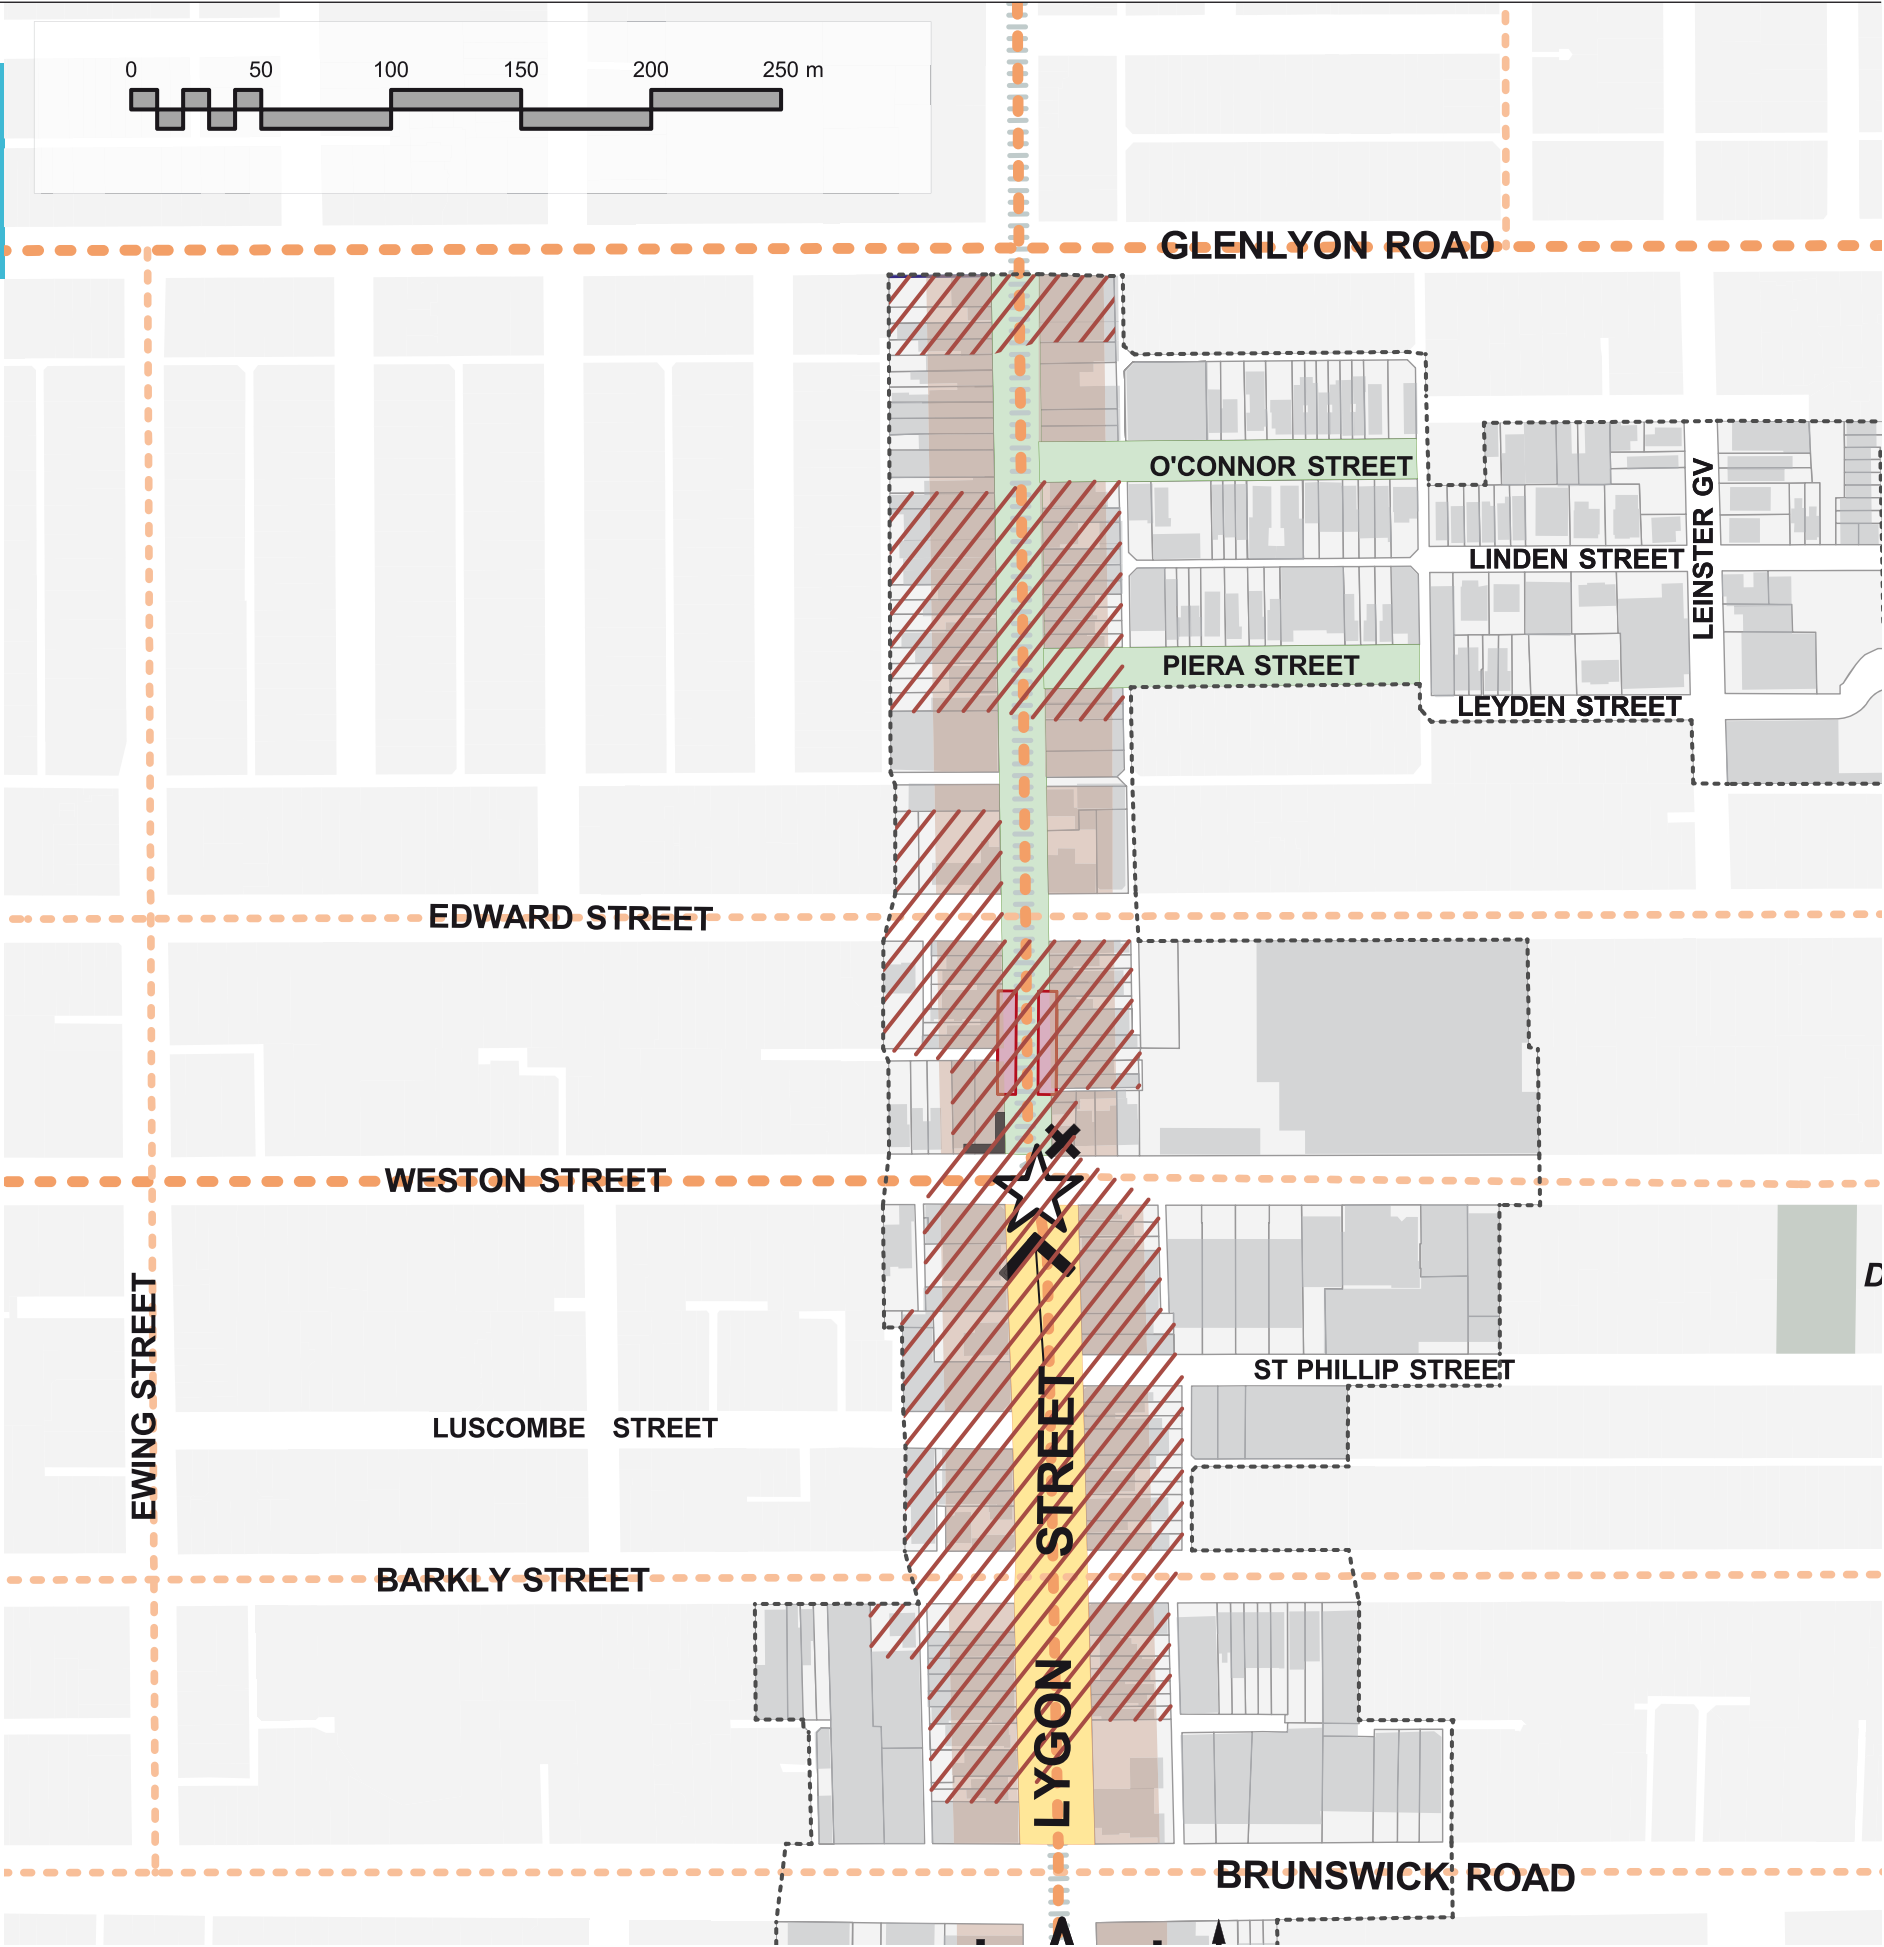 0 50 100 150 200 250 m
GLENLYON ROAD
O'CONNOR STREET
LEINSTER GV
LINDEN STREET
PIERA STREET
LEYDEN STREET
EDWARD STREET
WESTON STREET
EWING STREET
ST PHILLIP STREET
LUSCOMBE STREET
LYGON STREET
BARKLY STREET
BRUNSWICK ROAD